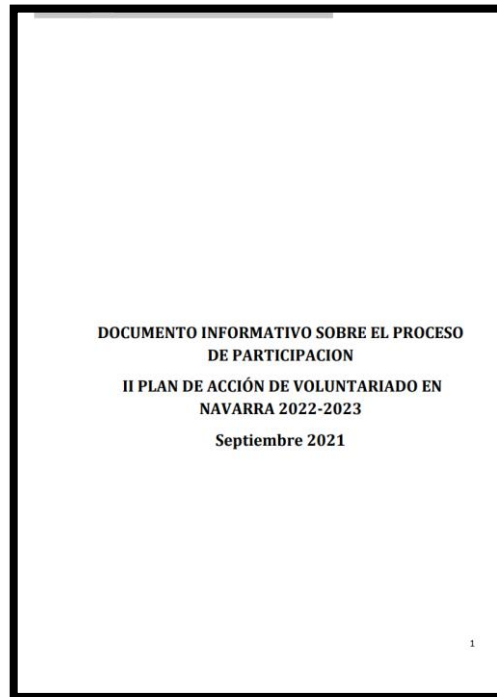 DOCUMENTO INFORMATIVO SOBRE EL PROCESO
DE PARTICIPACION
II PLAN DE ACCIÓN DE VOLUNTARIADO EN
NAVARRA 2022-2023
Septiembre 2021
1